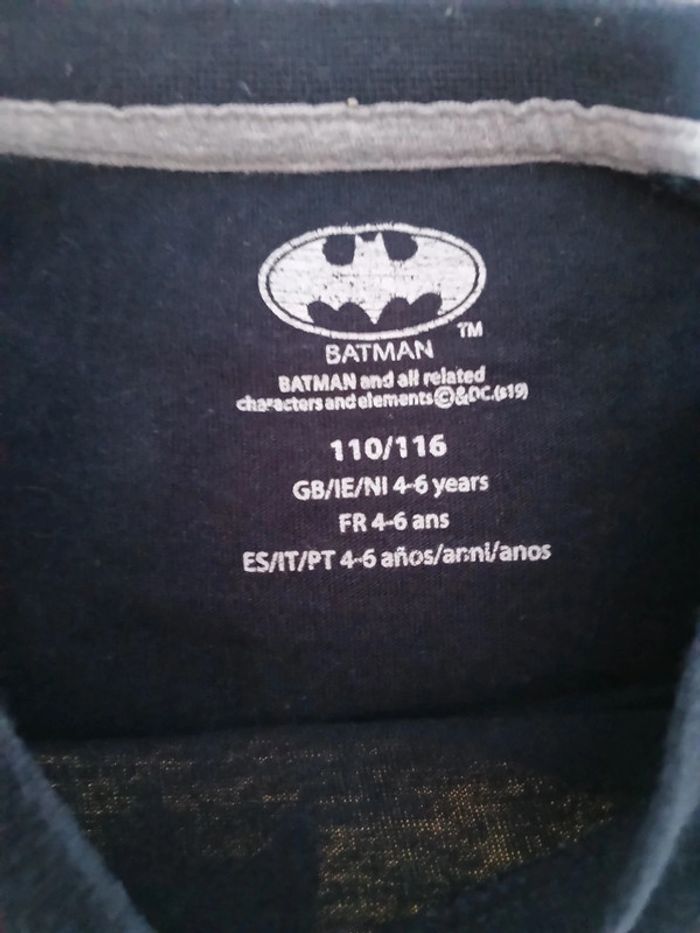 TM
BATMAN
BATMAN and all related
characters and elements©&DC.(s19)
110/116
GB/IE/NI 4-6 years
FR 4-6 ans
ES/IT/PT 4-6 años/anni/anos